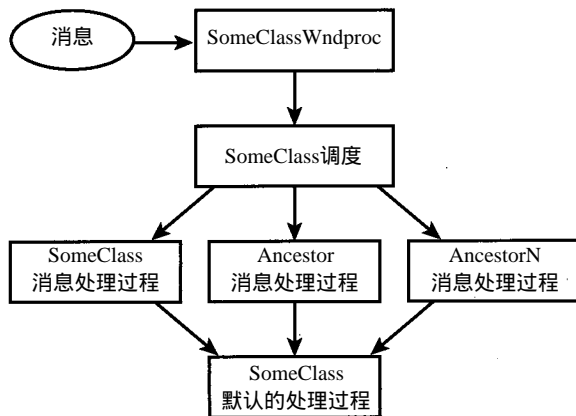 消息
SomeClassWndproc
SomeClass调度
SomeClass
消息处理过程
Ancestor
消息处理过程
AncestorN
消息处理过程
SomeClass
默认的处理过程